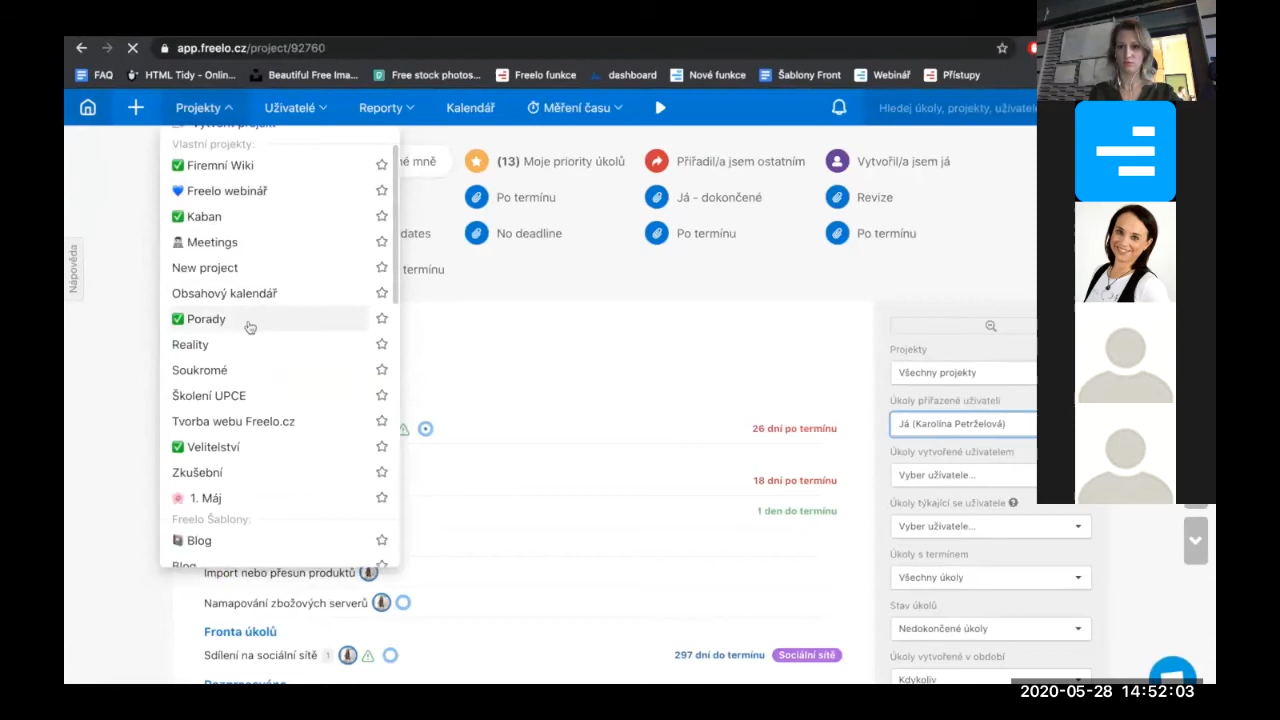 app.freelo.cz/project/92760
FAQ HTML Tidy - Onlin... Beautiful Free Ima... Free stock photos... Freelo funkce dashboard Nové funkce Šablony Front Webinář Přístupy
Projekty Uživatelé Reporty Kalendář Měření času Hledej úkoly, projekty, uživatele
Vlastní projekty:
Firemní Wiki
Freelo webinář
Kaban
Meetings
New project
Obsahový kalendář
Porady
Reality
Soukromé
Školení UPCE
Tvorba webu Freelo.cz
Velitelství
Zkušební
1. Máj
Freelo Šablony:
Blog
Blog
né mně (13) Moje priority úkolů Přiřadil/a jsem ostatním Vytvořil/a jsem já
Po termínu Já - dokončené Revize
dates No deadline Po termínu Po termínu
termínu
Nápověda
26 dní po termínu
18 dní po termínu
1 den do termínu
Import nebo přesun produktů
Namapování zbožových serverů
Fronta úkolů
Sdílení na sociální sítě 1 297 dní do termínu Sociální sítě
Projekty
Všechny projekty
Úkoly přiřazené uživateli
Já (Karolína Petrželová)
Úkoly vytvořené uživatelem
Vyber uživatele...
Úkoly týkající se uživatele
Vyber uživatele...
Úkoly s termínem
Všechny úkoly
Stav úkolů
Nedokončené úkoly
Úkoly vytvořené v období
Kdykoliv
2020-05-28 14:52:03